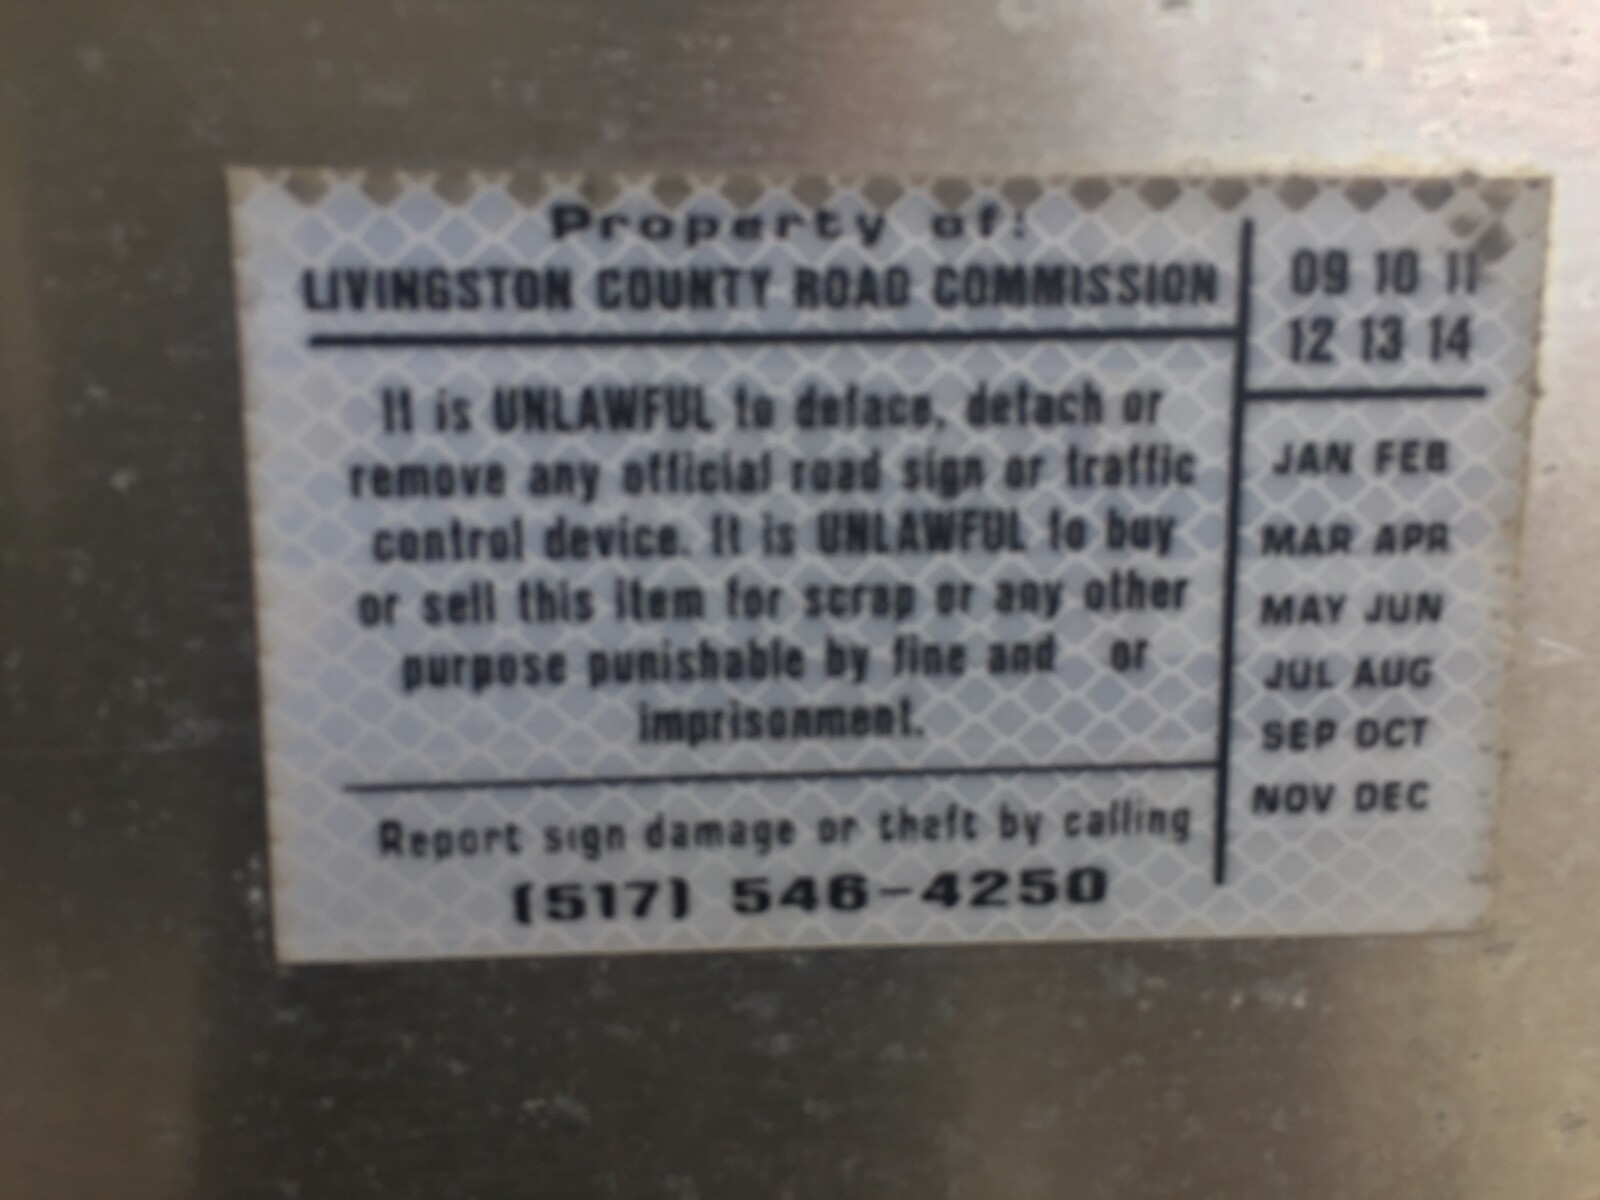 Property of:
LIVINGSTON COUNTY ROAD COMMISSION
It is UNLAWFUL to deface, detach or
remove any official road sign or traffic
control device. It is UNLAWFUL to buy
or sell this item for scrap or any other
purpose punishable by fine and or
imprisonment.
Report sign damage or theft by calling
(517) 546-4250
09 10 11
12 13 14
JAN FEB
MAR APR
MAY JUN
JUL AUG
SEP OCT
NOV DEC